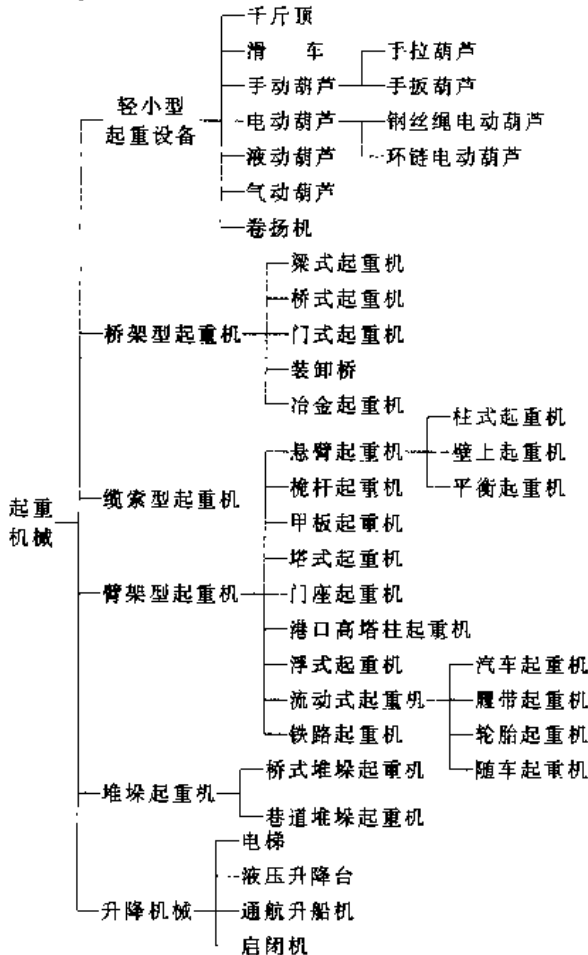 千斤顶
滑 车
手拉葫芦
手动葫芦
手扳葫芦
轻小型
起重设备
电动葫芦
钢丝绳电动葫芦
液动葫芦
环链电动葫芦
气动葫芦
卷扬机
梁式起重机
桥式起重机
桥架型起重机
门式起重机
装卸桥
冶金起重机
柱式起重机
悬臂起重机
壁上起重机
缆索型起重机
桅杆起重机
平衡起重机
起重
机械
甲板起重机
塔式起重机
臂架型起重机
门座起重机
港口高塔柱起重机
浮式起重机
汽车起重机
流动式起重机
履带起重机
铁路起重机
轮胎起重机
桥式堆垛起重机
随车起重机
堆垛起重机
巷道堆垛起重机
电梯
液压升降台
升降机械
通航升船机
启闭机